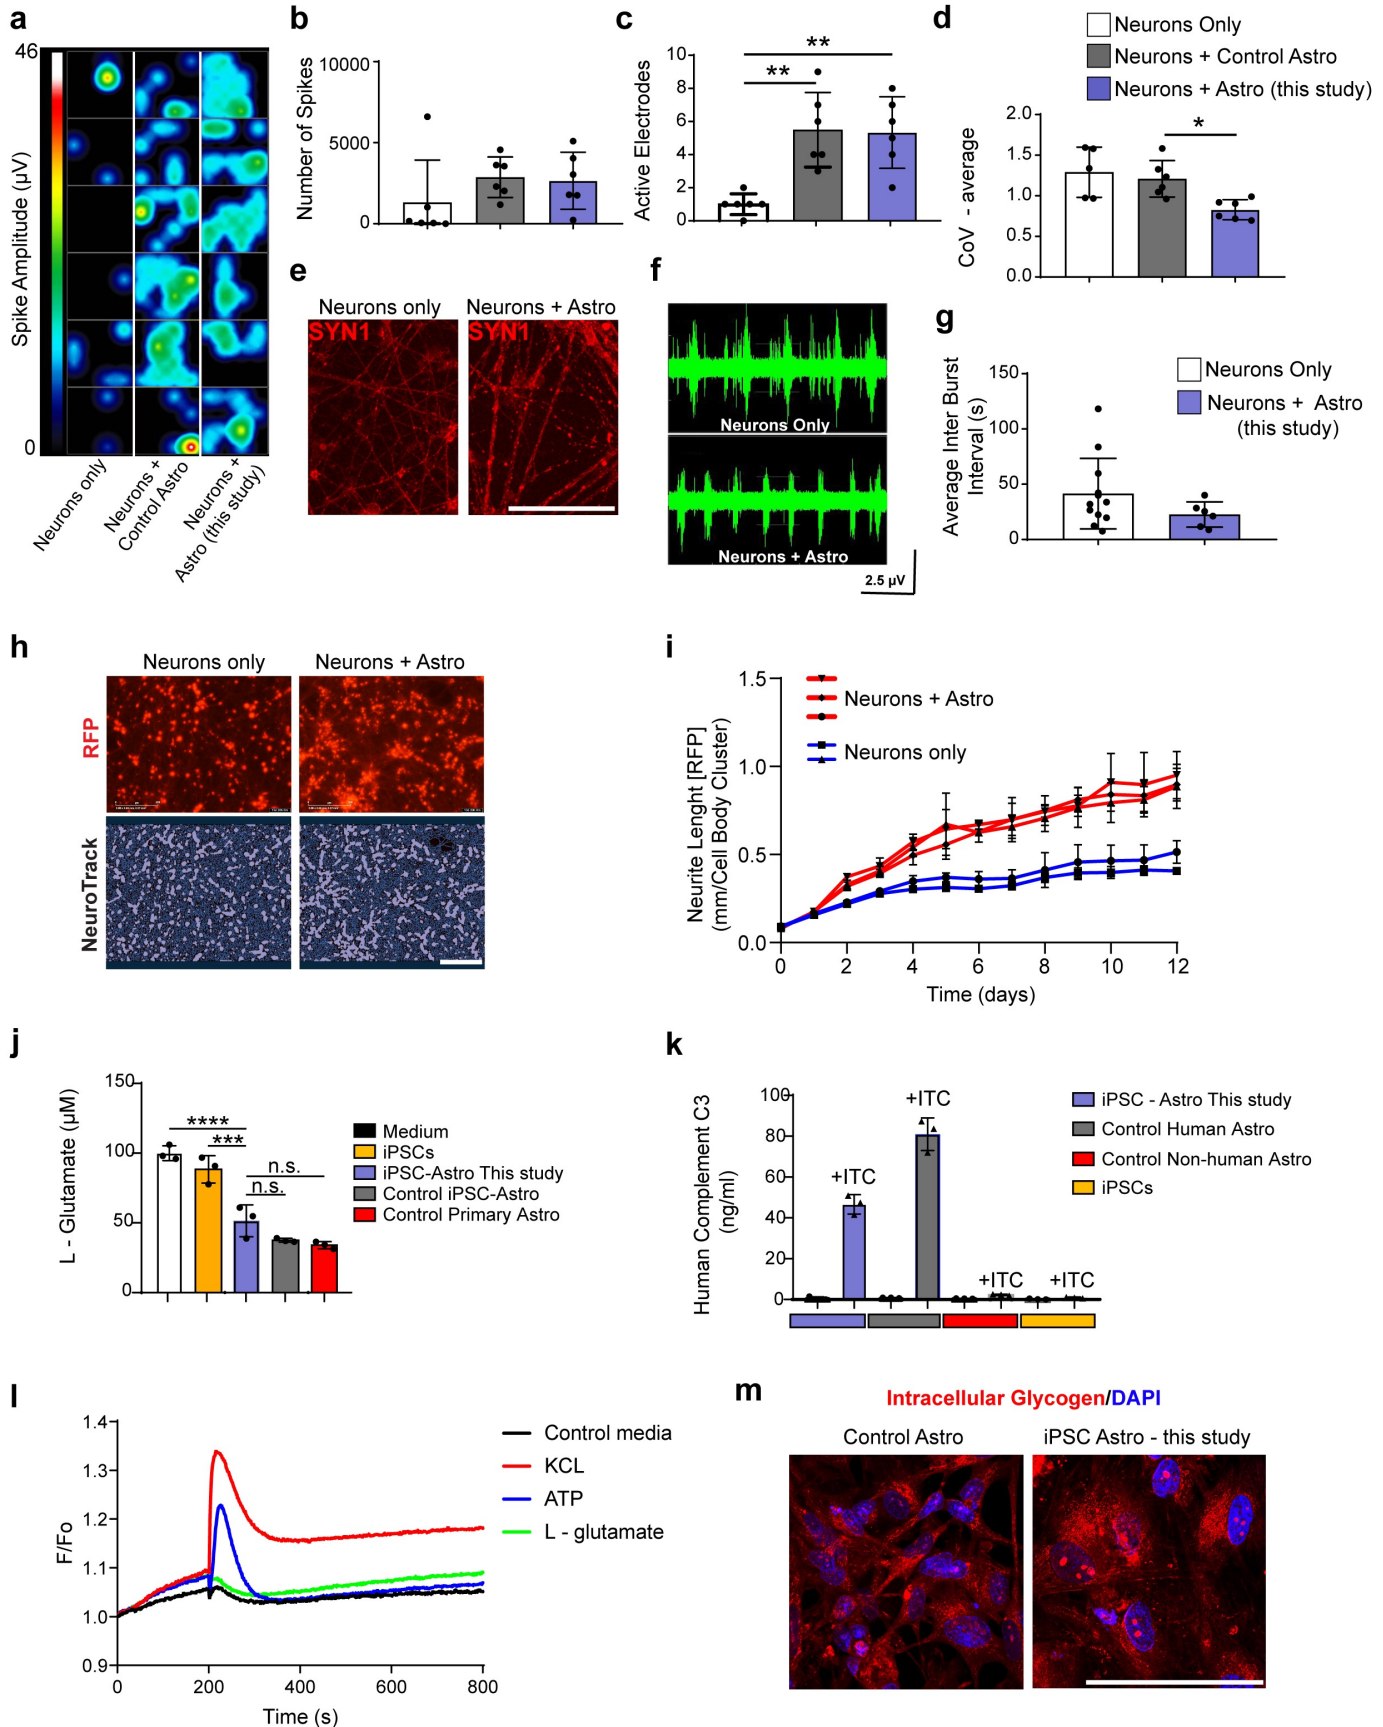 a
46
Spike Amplitude (µV)
0
Neurons only
Neurons +
Control Astro
Neurons +
Astro (this study)
b
Number of Spikes
10000
5000
0
c
Active Electrodes
10
8
6
4
2
0
**
**
d
Neurons Only
Neurons + Control Astro
Neurons + Astro (this study)
CoV - average
2.0
1.5
1.0
0.5
0.0
*
e
Neurons only
Neurons + Astro
SYN1
SYN1
f
Neurons Only
Neurons + Astro
2.5 µV
g
Average Inter Burst
Interval (s)
150
100
50
0
Neurons Only
Neurons + Astro
(this study)
h
Neurons only
Neurons + Astro
RFP
NeuroTrack
i
Neurite Lenght [RFP]
(mm/Cell Body Cluster)
1.5
1.0
0.5
0.0
Neurons + Astro
Neurons only
0
2
4
6
8
10
12
Time (days)
j
L - Glutamate (µM)
150
100
50
0
****
***
n.s.
n.s.
Medium
iPSCs
iPSC-Astro This study
Control iPSC-Astro
Control Primary Astro
k
Human Complement C3
(ng/ml)
100
80
60
40
20
0
+ITC
+ITC
+ITC
+ITC
iPSC - Astro This study
Control Human Astro
Control Non-human Astro
iPSCs
l
F/Fo
1.4
1.3
1.2
1.1
1.0
0.9
Control media
KCL
ATP
L - glutamate
0
200
400
600
800
Time (s)
m
Intracellular Glycogen/DAPI
Control Astro
iPSC Astro - this study